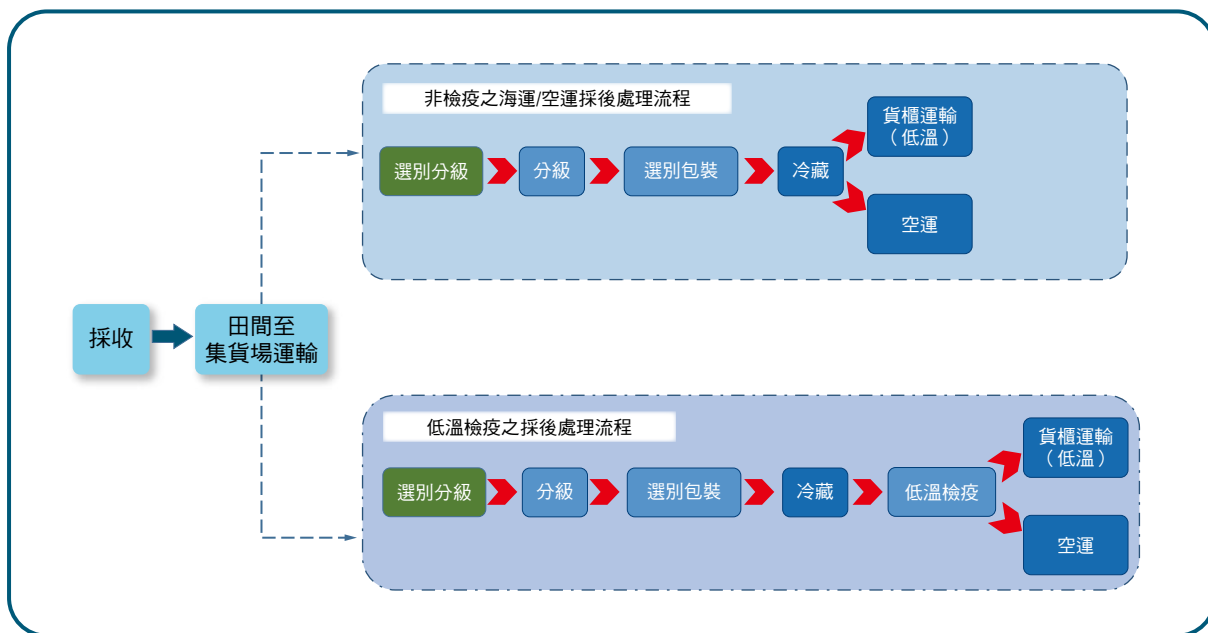 非檢疫之海運/空運採後處理流程
選別分級
分級
選別包裝
冷藏
貨櫃運輸
（低溫）
空運
採收
田間至
集貨場運輸
低溫檢疫之採後處理流程
選別分級
分級
選別包裝
冷藏
低溫檢疫
貨櫃運輸
（低溫）
空運